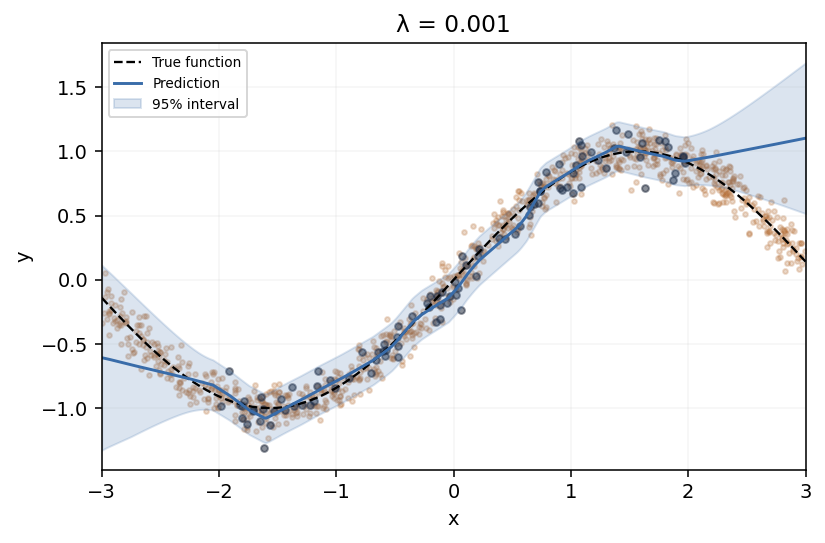 λ = 0.001
True function
Prediction
95% interval
y
1.5
1.0
0.5
0.0
−0.5
−1.0
−3 −2 −1 0 1 2 3
x